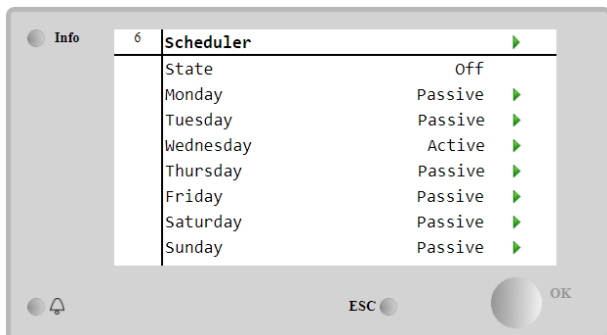 Info
6 Scheduler
State Off
Monday Passive
Tuesday Passive
Wednesday Active
Thursday Passive
Friday Passive
Saturday Passive
Sunday Passive
ESC
OK